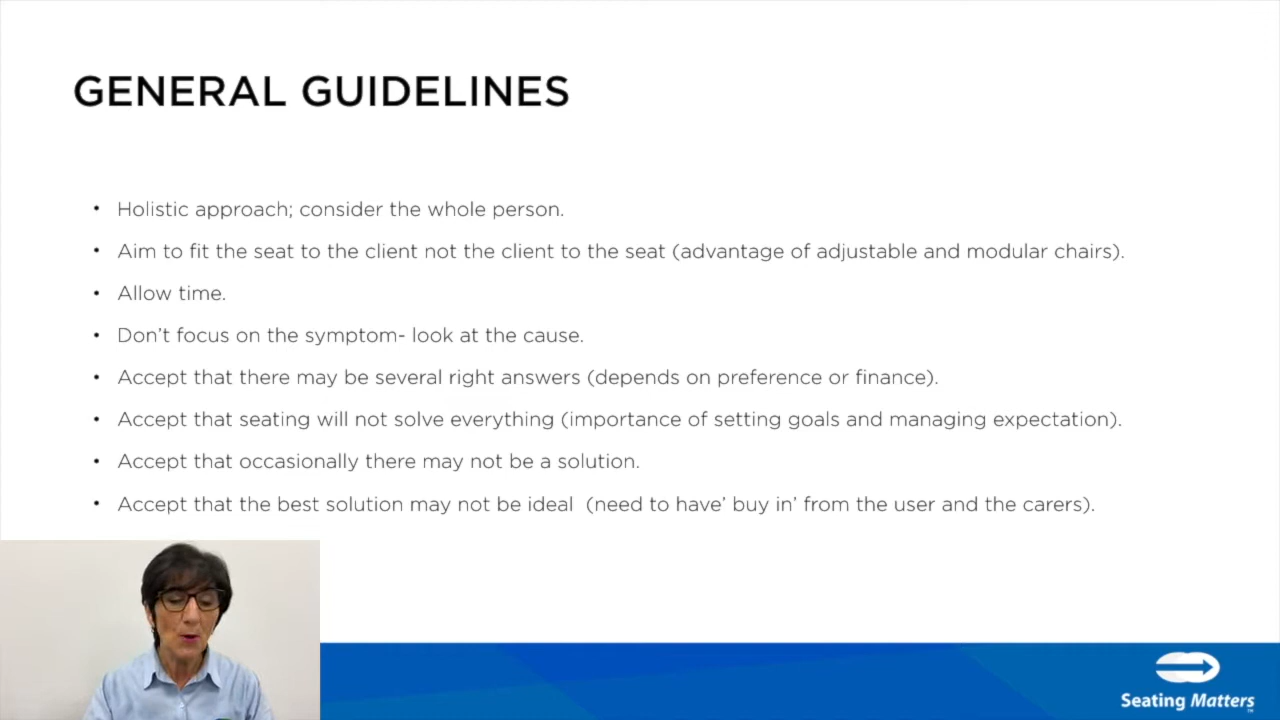 GENERAL GUIDELINES
• Holistic approach; consider the whole person.
• Aim to fit the seat to the client not the client to the seat (advantage of adjustable and modular chairs).
• Allow time.
• Don’t focus on the symptom- look at the cause.
• Accept that there may be several right answers (depends on preference or finance).
• Accept that seating will not solve everything (importance of setting goals and managing expectation).
• Accept that occasionally there may not be a solution.
• Accept that the best solution may not be ideal  (need to have’ buy in’ from the user and the carers).
Seating Matters™